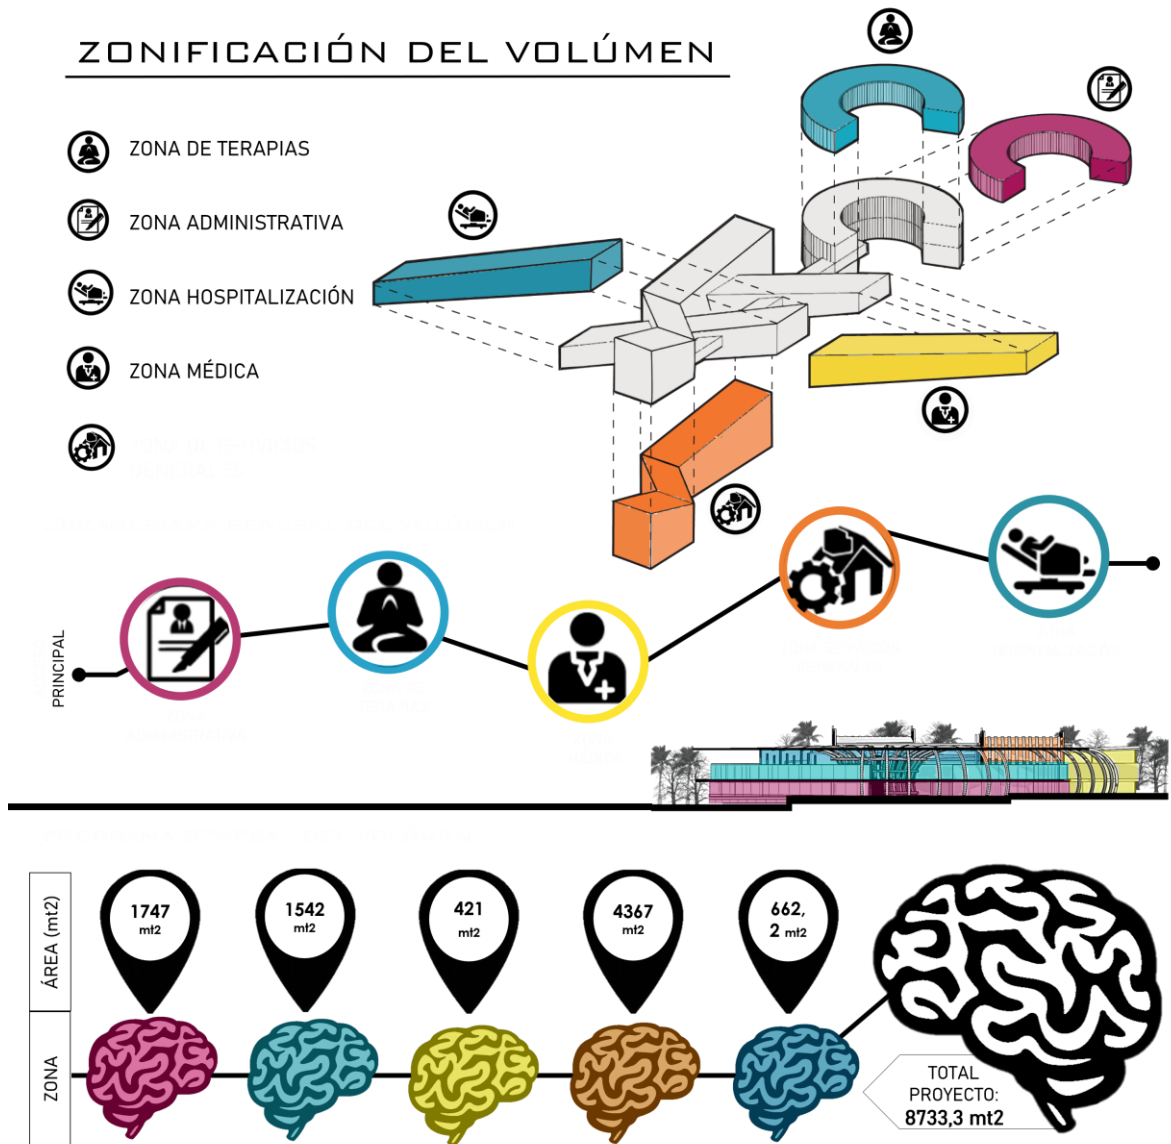 ZONIFICACIÓN DEL VOLÚMEN
ZONA DE TERAPIAS
ZONA ADMINISTRATIVA
ZONA HOSPITALIZACIÓN
ZONA MÉDICA
PRINCIPAL
ÁREA (mt2)
1747
mt2
1542
mt2
421
mt2
4367
mt2
662,
2 mt2
ZONA
TOTAL
PROYECTO:
8733,3 mt2